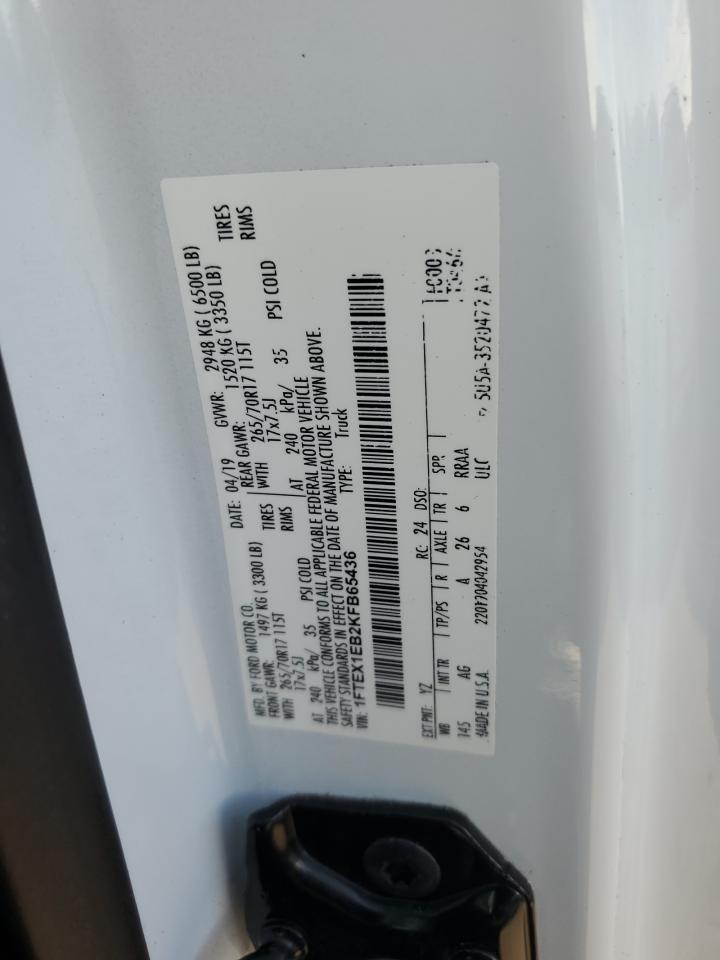 MFD. BY FORD MOTOR CO.
DATE: 04/19 GVWR: 2948 KG ( 6500 LB)
FRONT GAWR: 1497 KG ( 3300 LB) REAR GAWR: 1520 KG ( 3350 LB)
WITH 265/70R17 115T TIRES WITH 265/70R17 115T TIRES
17x7.5J RIMS 17x7.5J RIMS
AT 240 kPa/ 35 PSI COLD AT 240 kPa/ 35 PSI COLD
THIS VEHICLE CONFORMS TO ALL APPLICABLE FEDERAL MOTOR VEHICLE
SAFETY STANDARDS IN EFFECT ON THE DATE OF MANUFACTURE SHOWN ABOVE.
VIN: 1FTEX1EB2KFB65436 TYPE: Truck
EXT PNT: YZ RC: 24 DSO:
WB INT TR TP/PS R AXLE TR SPR
145 AG A 26 6 RRAA
MADE IN U.S.A. 2201704042954 ULC